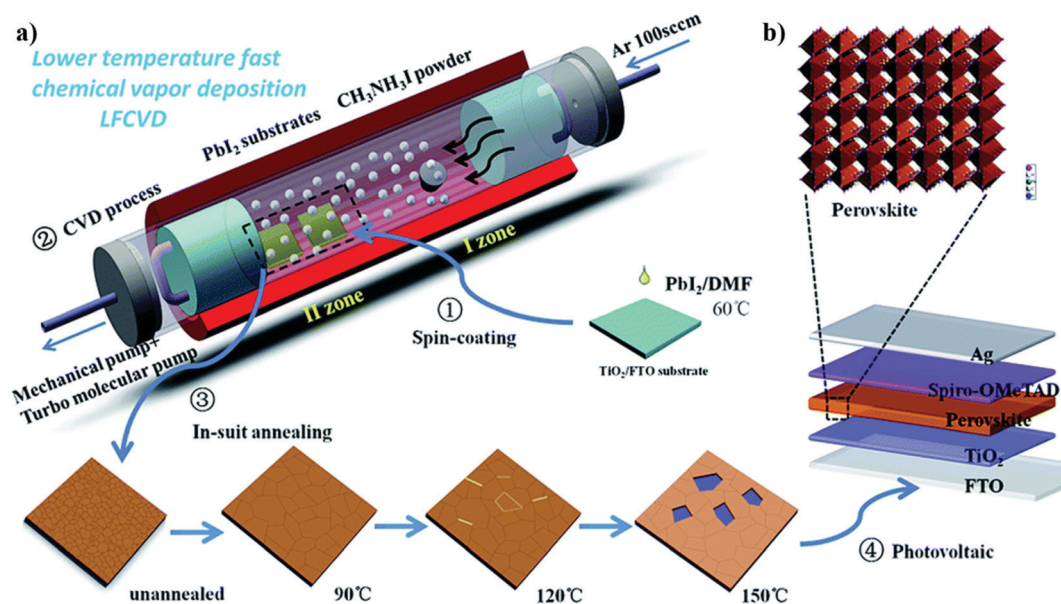 a)
Lower temperature fast
chemical vapor deposition
LFCVD
PbI₂ substrates
CH₃NH₃I powder
Ar 100sccm
② CVD process
I zone
II zone
Mechanical pump+
Turbo molecular pump
①
Spin-coating
PbI₂/DMF
60℃
TiO₂/FTO substrate
③
In-suit annealing
unannealed
90℃
120℃
150℃
④ Photovoltaic
b)
Perovskite
Ag
Spiro-OMeTAD
Perovskite
TiO₂
FTO